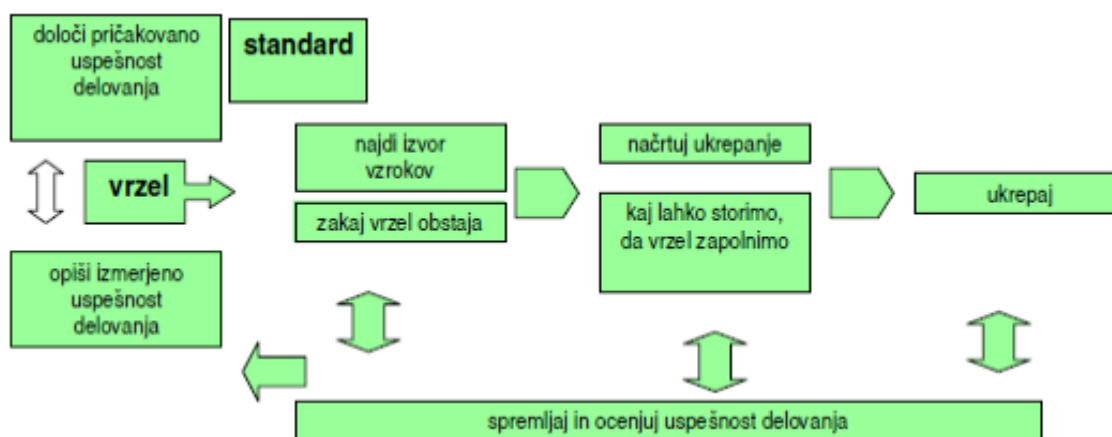 določi pričakovano
uspešnost
delovanja
standard
vrzel
opiši izmerjeno
uspešnost
delovanja
najdi izvor
vzrokov
zakaj vrzel obstaja
načrtuj ukrepanje
kaj lahko storimo,
da vrzel zapolnimo
ukrepaj
spremljaj in ocenjuj uspešnost delovanja